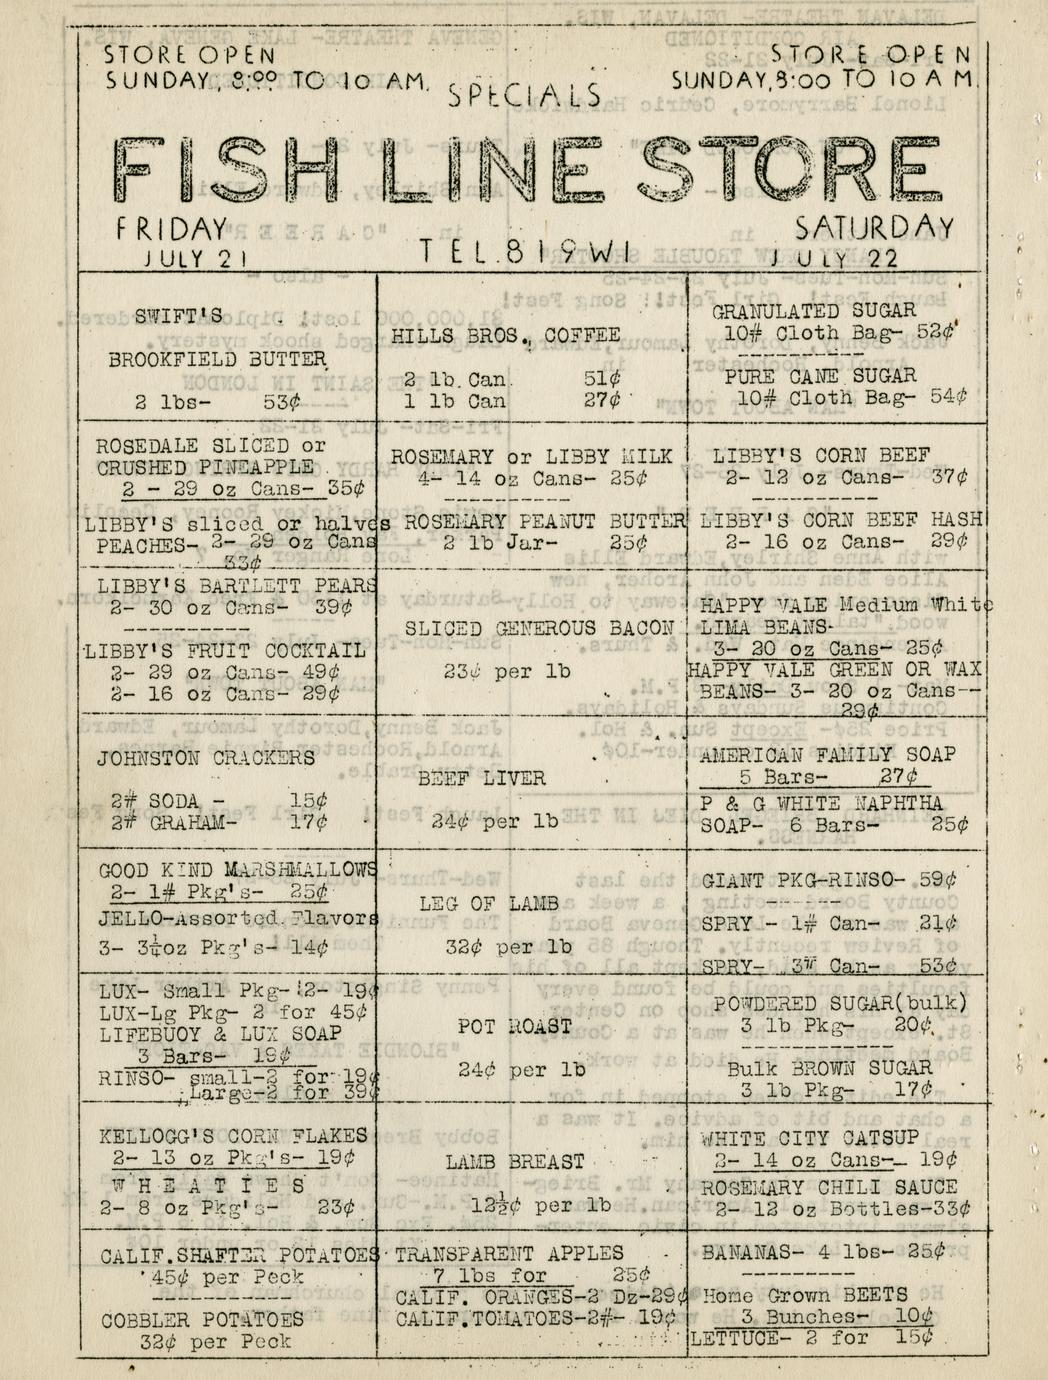 STORE OPEN
SUNDAY, 8:00 TO 10 AM.
STORE OPEN
SUNDAY, 8:00 TO 10 A M.
SPECIALS
FISH LINE STORE
FRIDAY
JULY 21
TEL. 819W1
SATURDAY
JULY 22
SWIFT'S
BROOKFIELD BUTTER
2 lbs- 53¢
HILLS BROS., COFFEE
2 lb. Can 51¢
1 lb Can 27¢
GRANULATED SUGAR
10# Cloth Bag- 52¢
PURE CANE SUGAR
10# Cloth Bag- 54¢
ROSEDALE SLICED or
CRUSHED PINEAPPLE
2 - 29 oz Cans- 35¢
LIBBY'S sliced or halves
PEACHES- 2- 29 oz Cans
33¢
ROSEMARY or LIBBY MILK
4- 14 oz Cans- 25¢
ROSEMARY PEANUT BUTTER
2 lb Jar- 25¢
LIBBY'S CORN BEEF
2- 12 oz Cans- 37¢
LIBBY'S CORN BEEF HASH
2- 16 oz Cans- 29¢
LIBBY'S BARTLETT PEARS
2- 30 oz Cans- 39¢
LIBBY'S FRUIT COCKTAIL
2- 29 oz Cans- 49¢
2- 16 oz Cans- 29¢
SLICED GENEROUS BACON
23¢ per lb
HAPPY VALE Medium White
LIMA BEANS-
3- 20 oz Cans- 25¢
HAPPY VALE GREEN OR WAX
BEANS- 3- 20 oz Cans--
29¢
JOHNSTON CRACKERS
2# SODA - 15¢
2# GRAHAM- 17¢
BEEF LIVER
24¢ per lb
AMERICAN FAMILY SOAP
5 Bars- 27¢
P & G WHITE NAPHTHA
SOAP- 6 Bars- 25¢
GOOD KIND MARSHMALLOWS
2- 1# Pkg's- 25¢
JELLO-Assorted Flavors
3- 3¼oz Pkg's- 14¢
LEG OF LAMB
32¢ per lb
GIANT PKG-RINSO- 59¢
SPRY - 1# Can- 21¢
SPRY- 3# Can- 53¢
LUX- Small Pkg- 2- 19¢
LUX-Lg Pkg- 2 for 45¢
LIFEBUOY & LUX SOAP
3 Bars- 19¢
RINSO- small-2 for 19¢
Large-2 for 39¢
POT ROAST
24¢ per lb
POWDERED SUGAR(bulk)
3 lb Pkg- 20¢
Bulk BROWN SUGAR
3 lb Pkg- 17¢
KELLOGG'S CORN FLAKES
2- 13 oz Pkg's- 19¢
W H E A T I E S
2- 8 oz Pkg's- 23¢
LAMB BREAST
12½¢ per lb
WHITE CITY CATSUP
2- 14 oz Cans-- 19¢
ROSEMARY CHILI SAUCE
2- 12 oz Bottles-33¢
CALIF.SHAFTER POTATOES
45¢ per Peck
COBBLER POTATOES
32¢ per Peck
TRANSPARENT APPLES
7 lbs for 25¢
CALIF. ORANGES-2 Dz-29¢
CALIF.TOMATOES-2#- 19¢
BANANAS- 4 lbs- 25¢
Home Grown BEETS
3 Bunches- 10¢
LETTUCE- 2 for 15¢